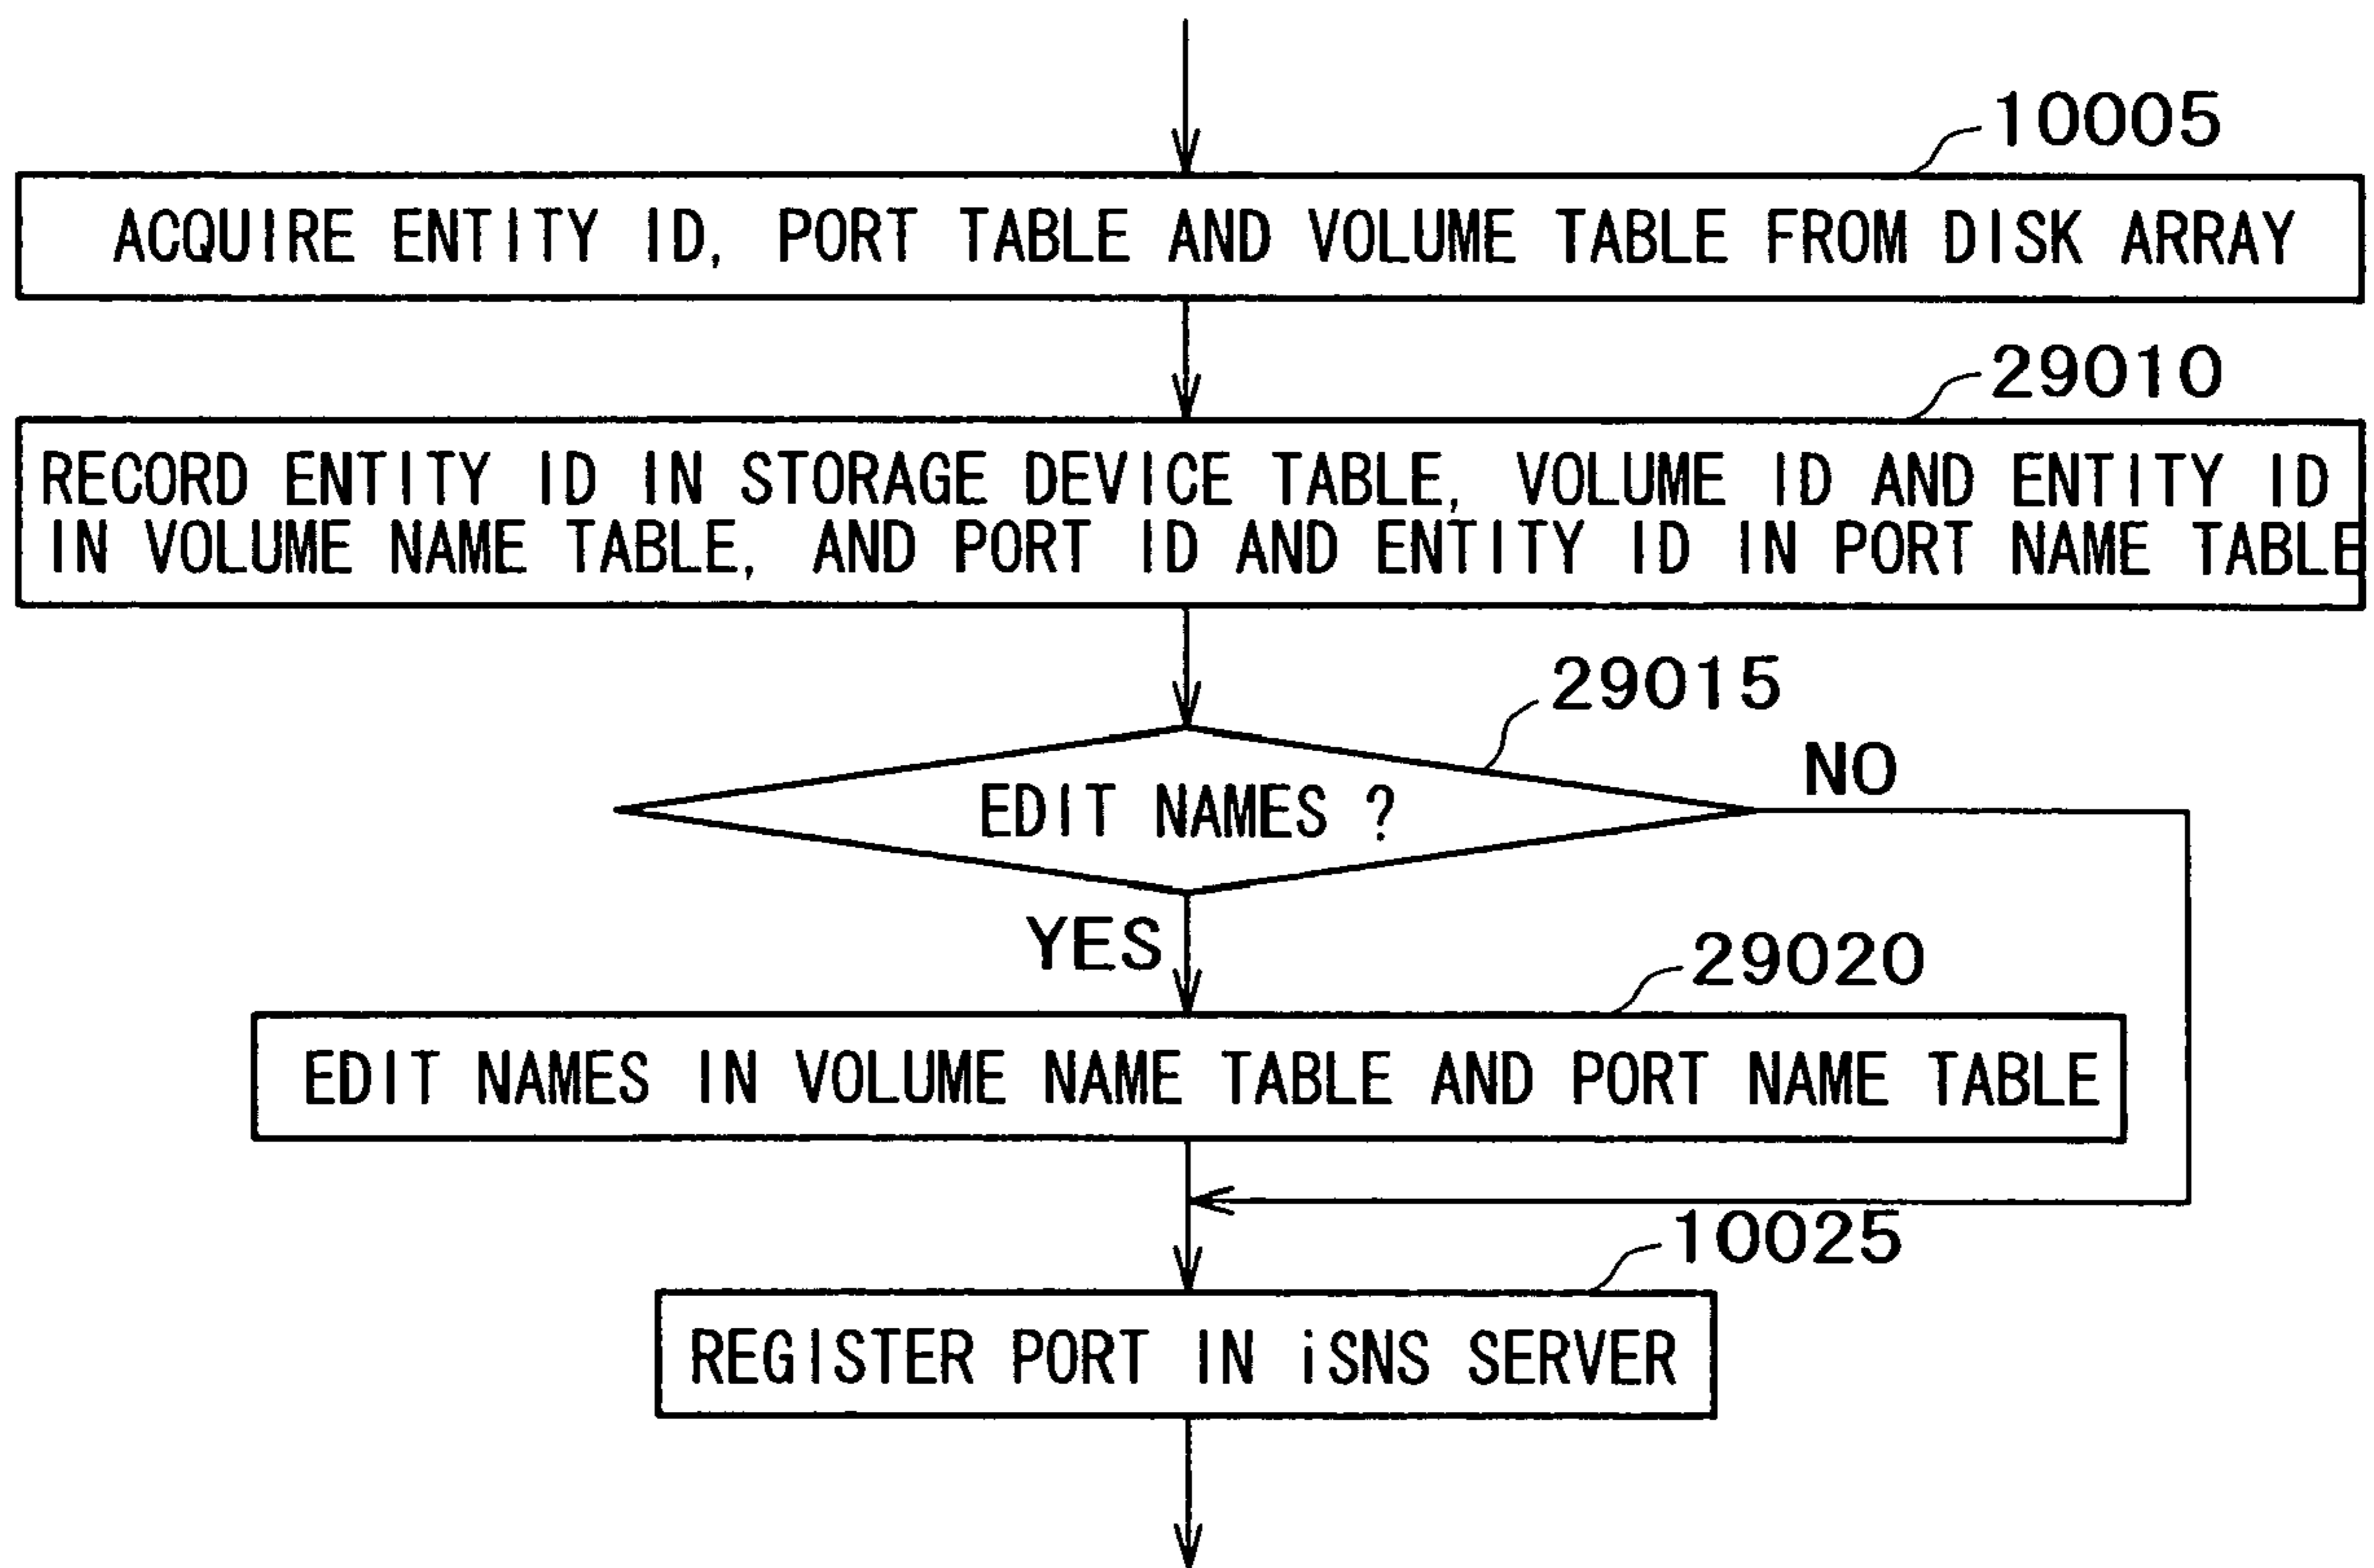 10005
ACQUIRE ENTITY ID, PORT TABLE AND VOLUME TABLE FROM DISK ARRAY
29010
RECORD ENTITY ID IN STORAGE DEVICE TABLE, VOLUME ID AND ENTITY ID
IN VOLUME NAME TABLE, AND PORT ID AND ENTITY ID IN PORT NAME TABLE
29015
NO
EDIT NAMES ?
YES
29020
EDIT NAMES IN VOLUME NAME TABLE AND PORT NAME TABLE
10025
REGISTER PORT IN iSNS SERVER